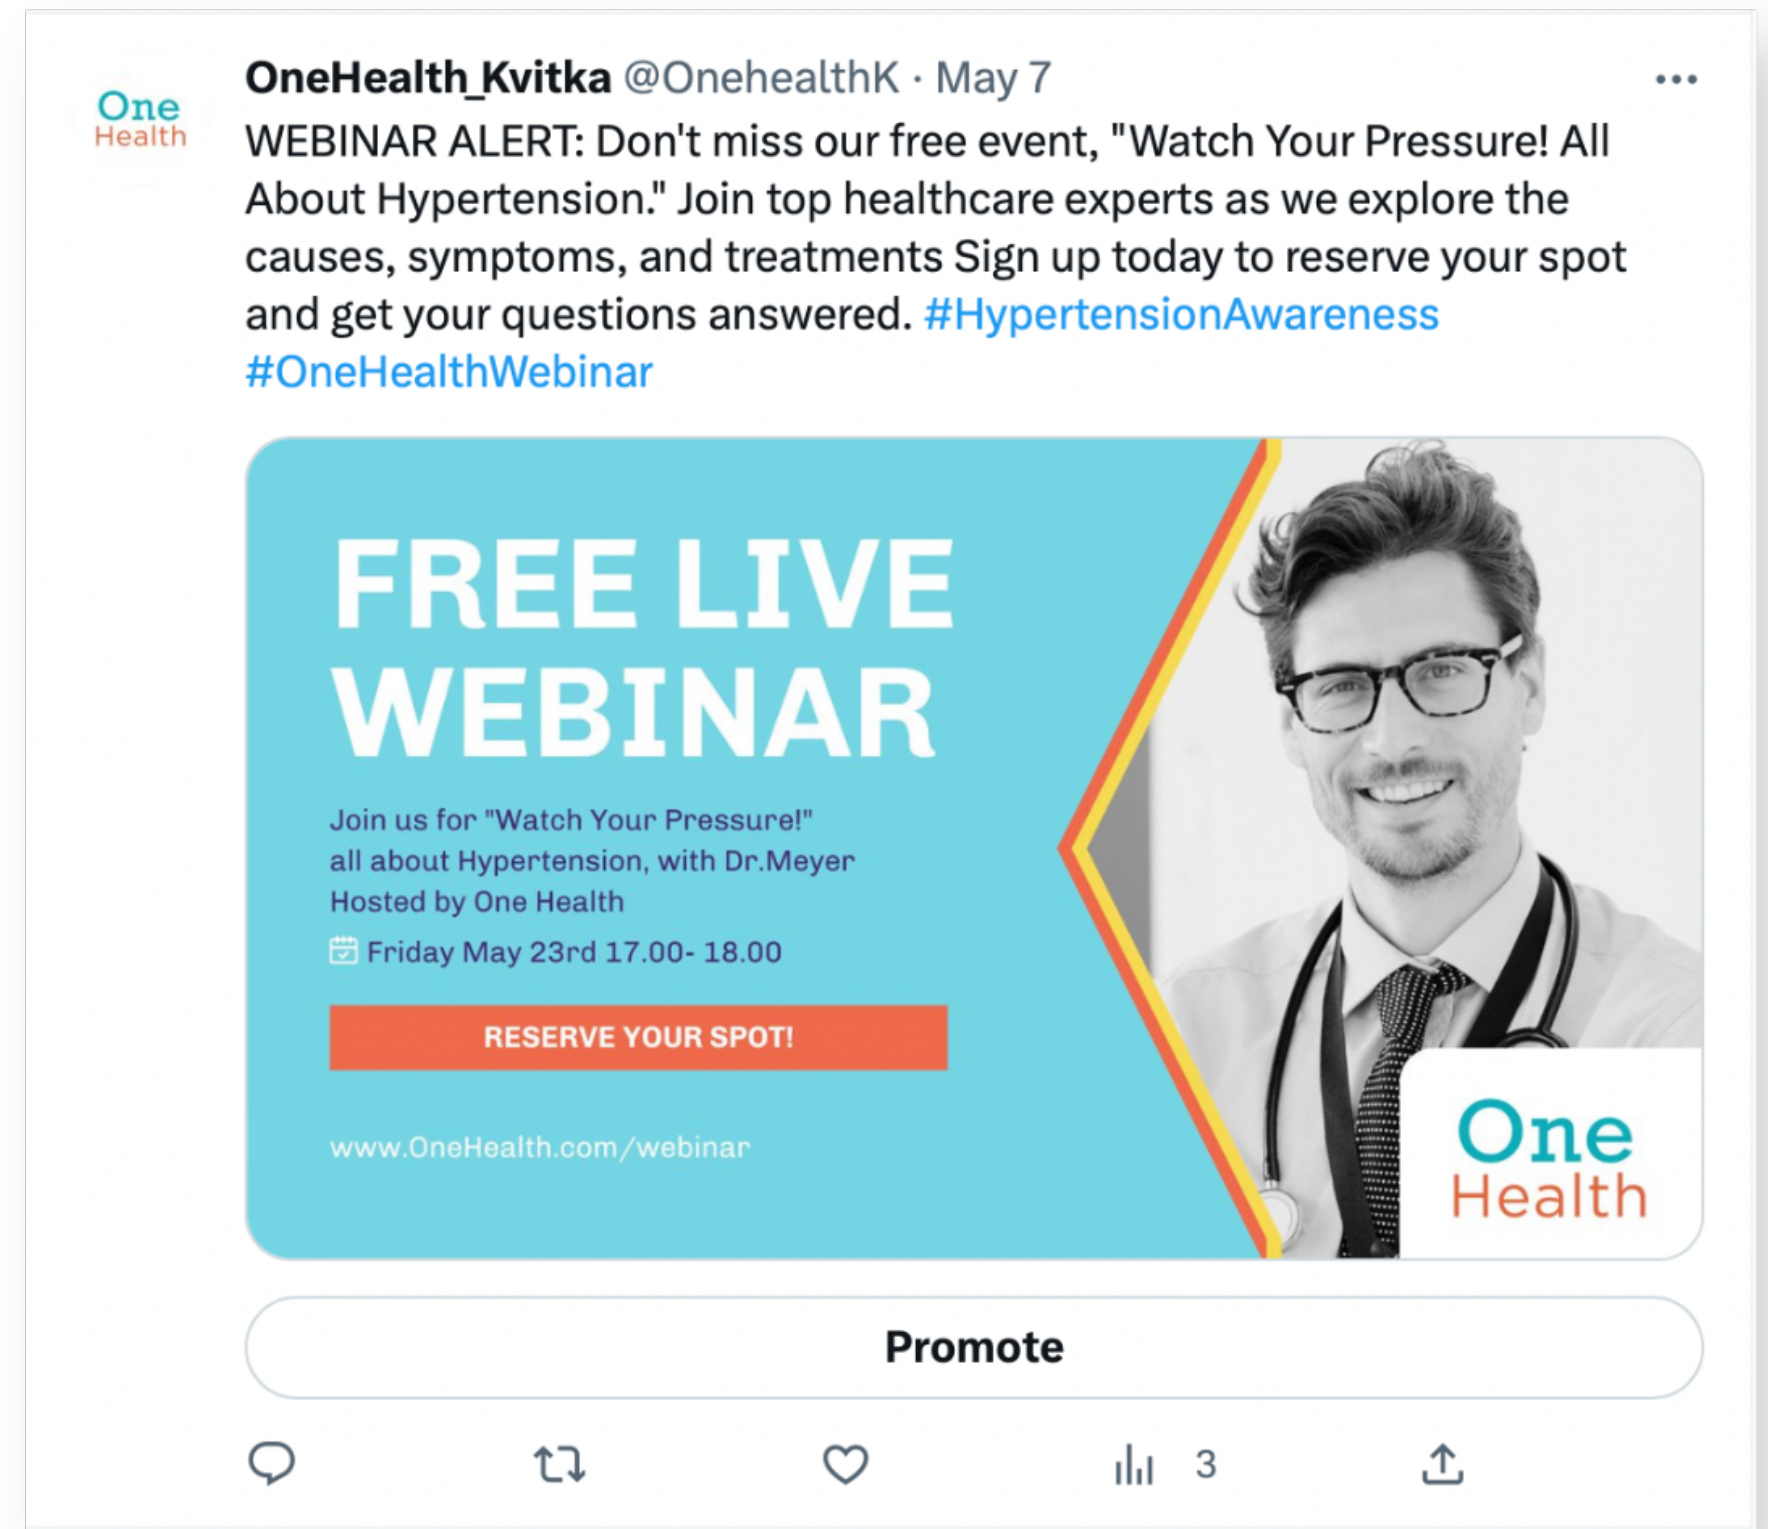 One
Health
OneHealth_Kvitka @OnehealthK · May 7
WEBINAR ALERT: Don't miss our free event, "Watch Your Pressure! All
About Hypertension." Join top healthcare experts as we explore the
causes, symptoms, and treatments Sign up today to reserve your spot
and get your questions answered. #HypertensionAwareness
#OneHealthWebinar
FREE LIVE
WEBINAR
Join us for "Watch Your Pressure!"
all about Hypertension, with Dr.Meyer
Hosted by One Health
Friday May 23rd 17.00- 18.00
RESERVE YOUR SPOT!
www.OneHealth.com/webinar
One
Health
Promote
3